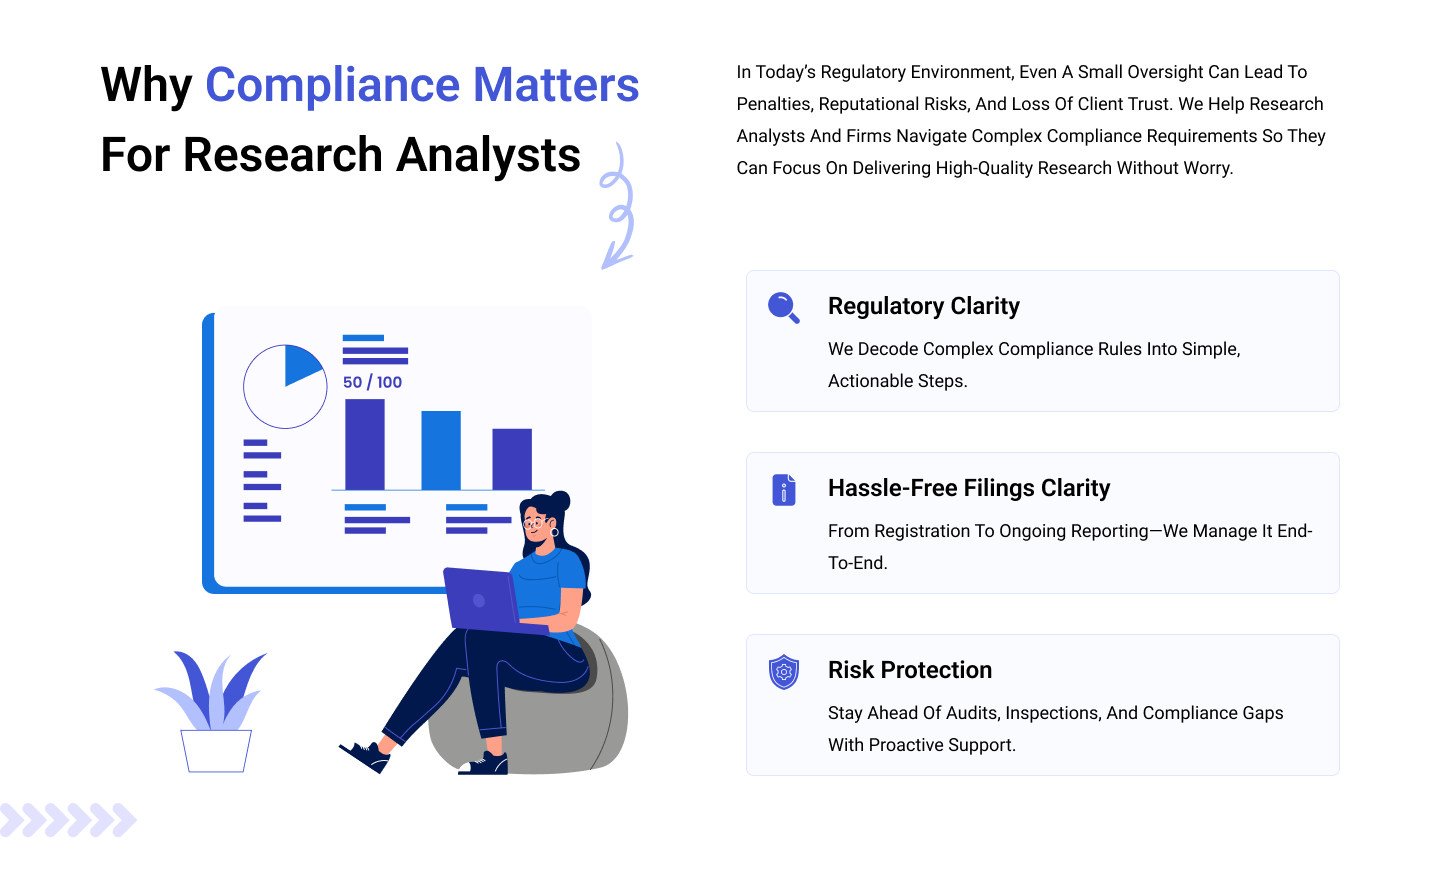 Why Compliance Matters
For Research Analysts
In Today’s Regulatory Environment, Even A Small Oversight Can Lead To
Penalties, Reputational Risks, And Loss Of Client Trust. We Help Research
Analysts And Firms Navigate Complex Compliance Requirements So They
Can Focus On Delivering High-Quality Research Without Worry.
50 / 100
Regulatory Clarity
We Decode Complex Compliance Rules Into Simple,
Actionable Steps.
Hassle-Free Filings Clarity
From Registration To Ongoing Reporting—We Manage It End-
To-End.
Risk Protection
Stay Ahead Of Audits, Inspections, And Compliance Gaps
With Proactive Support.